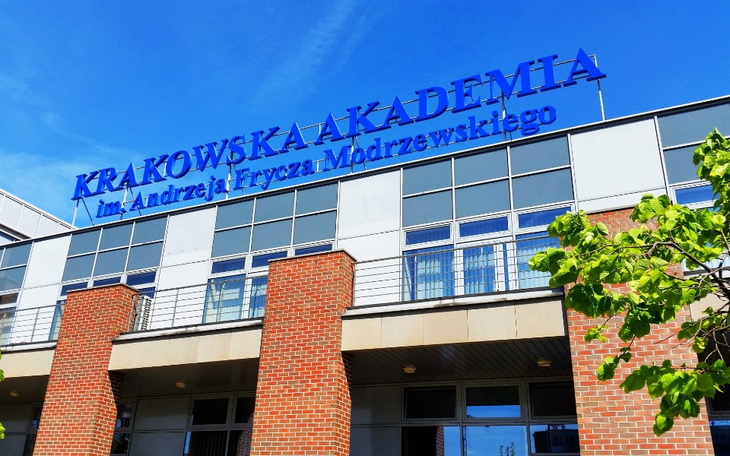 KRAKOWSKA AKADEMIA
im. Andrzeja Frycza Modrzewskiego